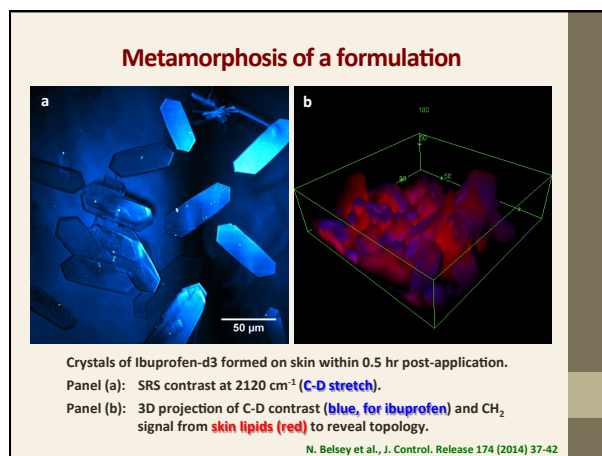 Metamorphosis of a formulation
a
b
100
50 μm
Crystals of Ibuprofen-d3 formed on skin within 0.5 hr post-application.
Panel (a): SRS contrast at 2120 cm⁻¹ (C-D stretch).
Panel (b): 3D projection of C-D contrast (blue, for ibuprofen) and CH₂
signal from skin lipids (red) to reveal topology.
N. Belsey et al., J. Control. Release 174 (2014) 37-42